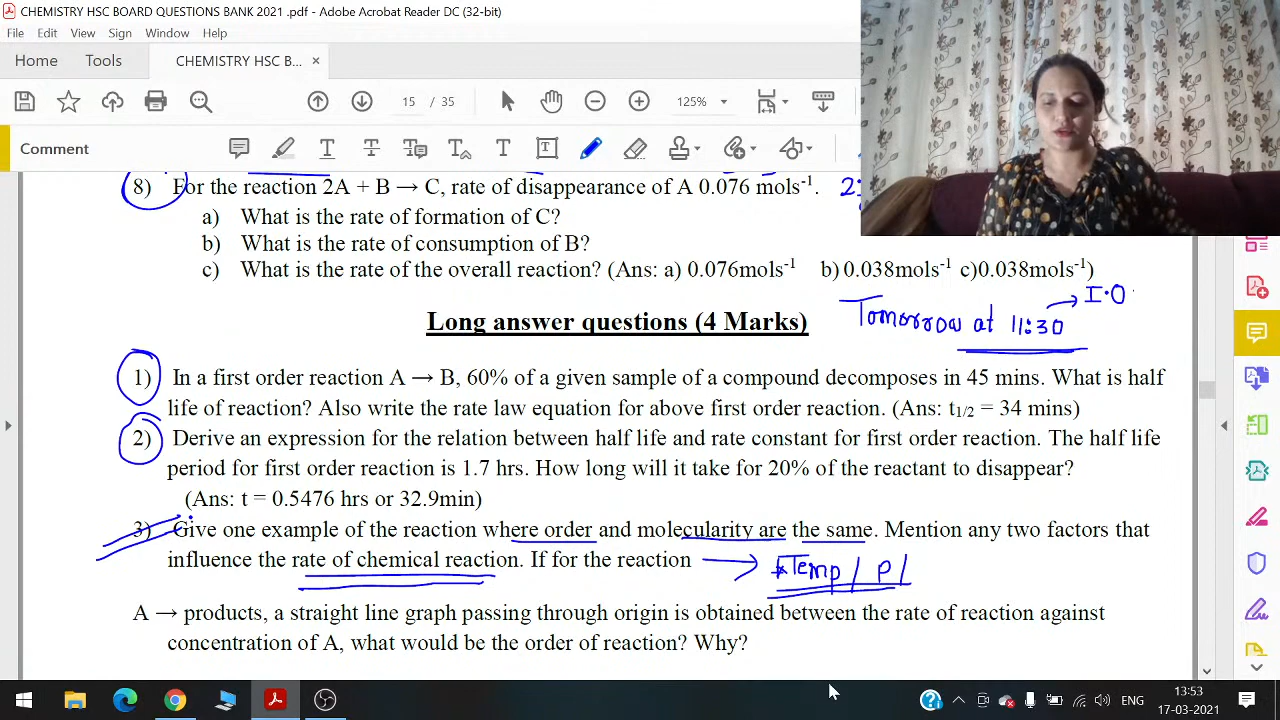 CHEMISTRY HSC BOARD QUESTIONS BANK 2021 .pdf - Adobe Acrobat Reader DC (32-bit)
File Edit View Sign Window Help
Home Tools CHEMISTRY HSC B... ×
15 / 35 125%
Comment
8) For the reaction 2A + B → C, rate of disappearance of A 0.076 mols⁻¹. 2
a) What is the rate of formation of C?
b) What is the rate of consumption of B?
c) What is the rate of the overall reaction? (Ans: a) 0.076mols⁻¹ b) 0.038mols⁻¹ c)0.038mols⁻¹)
→ I.O
Tomorrow at 11:30
Long answer questions (4 Marks)
1) In a first order reaction A → B, 60% of a given sample of a compound decomposes in 45 mins. What is half
life of reaction? Also write the rate law equation for above first order reaction. (Ans: t1/2 = 34 mins)
2) Derive an expression for the relation between half life and rate constant for first order reaction. The half life
period for first order reaction is 1.7 hrs. How long will it take for 20% of the reactant to disappear?
(Ans: t = 0.5476 hrs or 32.9min)
3) Give one example of the reaction where order and molecularity are the same. Mention any two factors that
influence the rate of chemical reaction. If for the reaction → Temp / P /
A → products, a straight line graph passing through origin is obtained between the rate of reaction against
concentration of A, what would be the order of reaction? Why?
ENG
13:53
17-03-2021